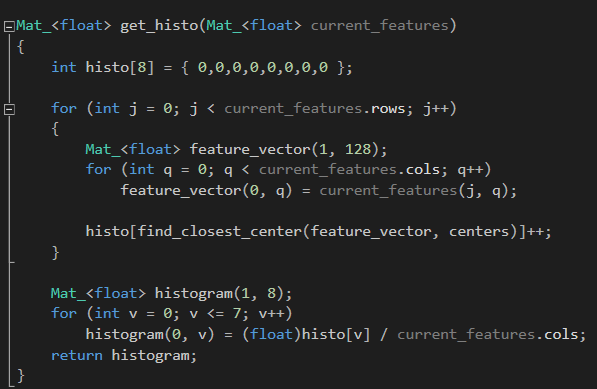 Mat_<float> get_histo(Mat_<float> current_features)
{
    int histo[8] = { 0,0,0,0,0,0,0,0 };
    for (int j = 0; j < current_features.rows; j++)
    {
        Mat_<float> feature_vector(1, 128);
        for (int q = 0; q < current_features.cols; q++)
            feature_vector(0, q) = current_features(j, q);
        histo[find_closest_center(feature_vector, centers)]++;
    }
    Mat_<float> histogram(1, 8);
    for (int v = 0; v <= 7; v++)
        histogram(0, v) = (float)histo[v] / current_features.cols;
    return histogram;
}